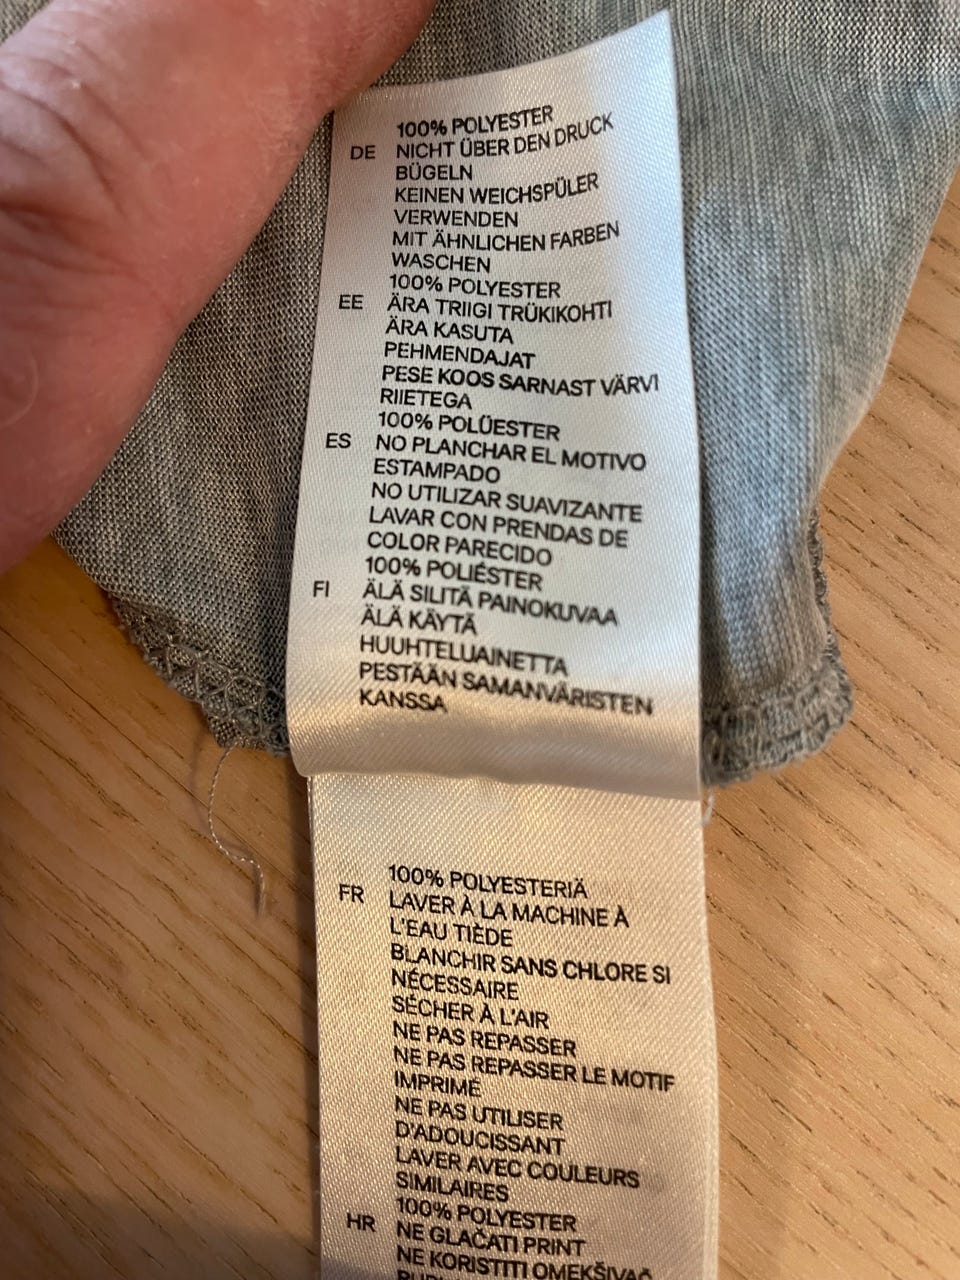 100% POLYESTER
DE NICHT ÜBER DEN DRUCK
BÜGELN
KEINEN WEICHSPÜLER
VERWENDEN
MIT ÄHNLICHEN FARBEN
WASCHEN
100% POLYESTER
EE ÄRA TRIIGI TRÜKIKOHTI
ÄRA KASUTA
PEHMENDAJAT
PESE KOOS SARNAST VÄRVI
RIIETEGA
100% POLÜESTER
ES NO PLANCHAR EL MOTIVO
ESTAMPADO
NO UTILIZAR SUAVIZANTE
LAVAR CON PRENDAS DE
COLOR PARECIDO
100% POLIÉSTER
FI ÄLÄ SILITÄ PAINOKUVAA
ÄLÄ KÄYTÄ
HUUHTELUAINETTA
PESTÄÄN SAMANVÄRISTEN
KANSSA
100% POLYESTERIÄ
FR LAVER À LA MACHINE À
L'EAU TIÈDE
BLANCHIR SANS CHLORE SI
NÉCESSAIRE
SÉCHER À L'AIR
NE PAS REPASSER
NE PAS REPASSER LE MOTIF
IMPRIMÉ
NE PAS UTILISER
D'ADOUCISSANT
LAVER AVEC COULEURS
SIMILAIRES
100% POLYESTER
HR NE GLAČATI PRINT
NE KORISTITI OMEKŠIVAČ